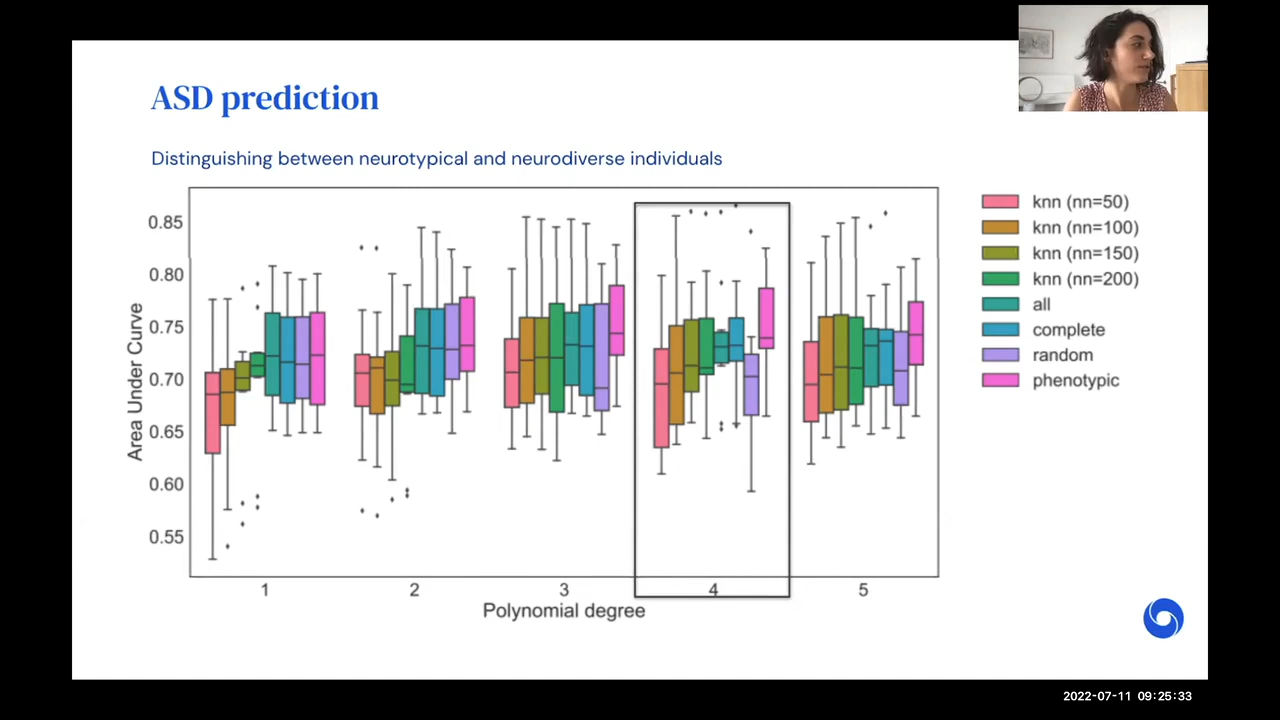 ASD prediction
Distinguishing between neurotypical and neurodiverse individuals
Area Under Curve
0.85
0.80
0.75
0.70
0.65
0.60
0.55
1
2
3
4
5
Polynomial degree
knn (nn=50)
knn (nn=100)
knn (nn=150)
knn (nn=200)
all
complete
random
phenotypic
2022-07-11 09:25:33